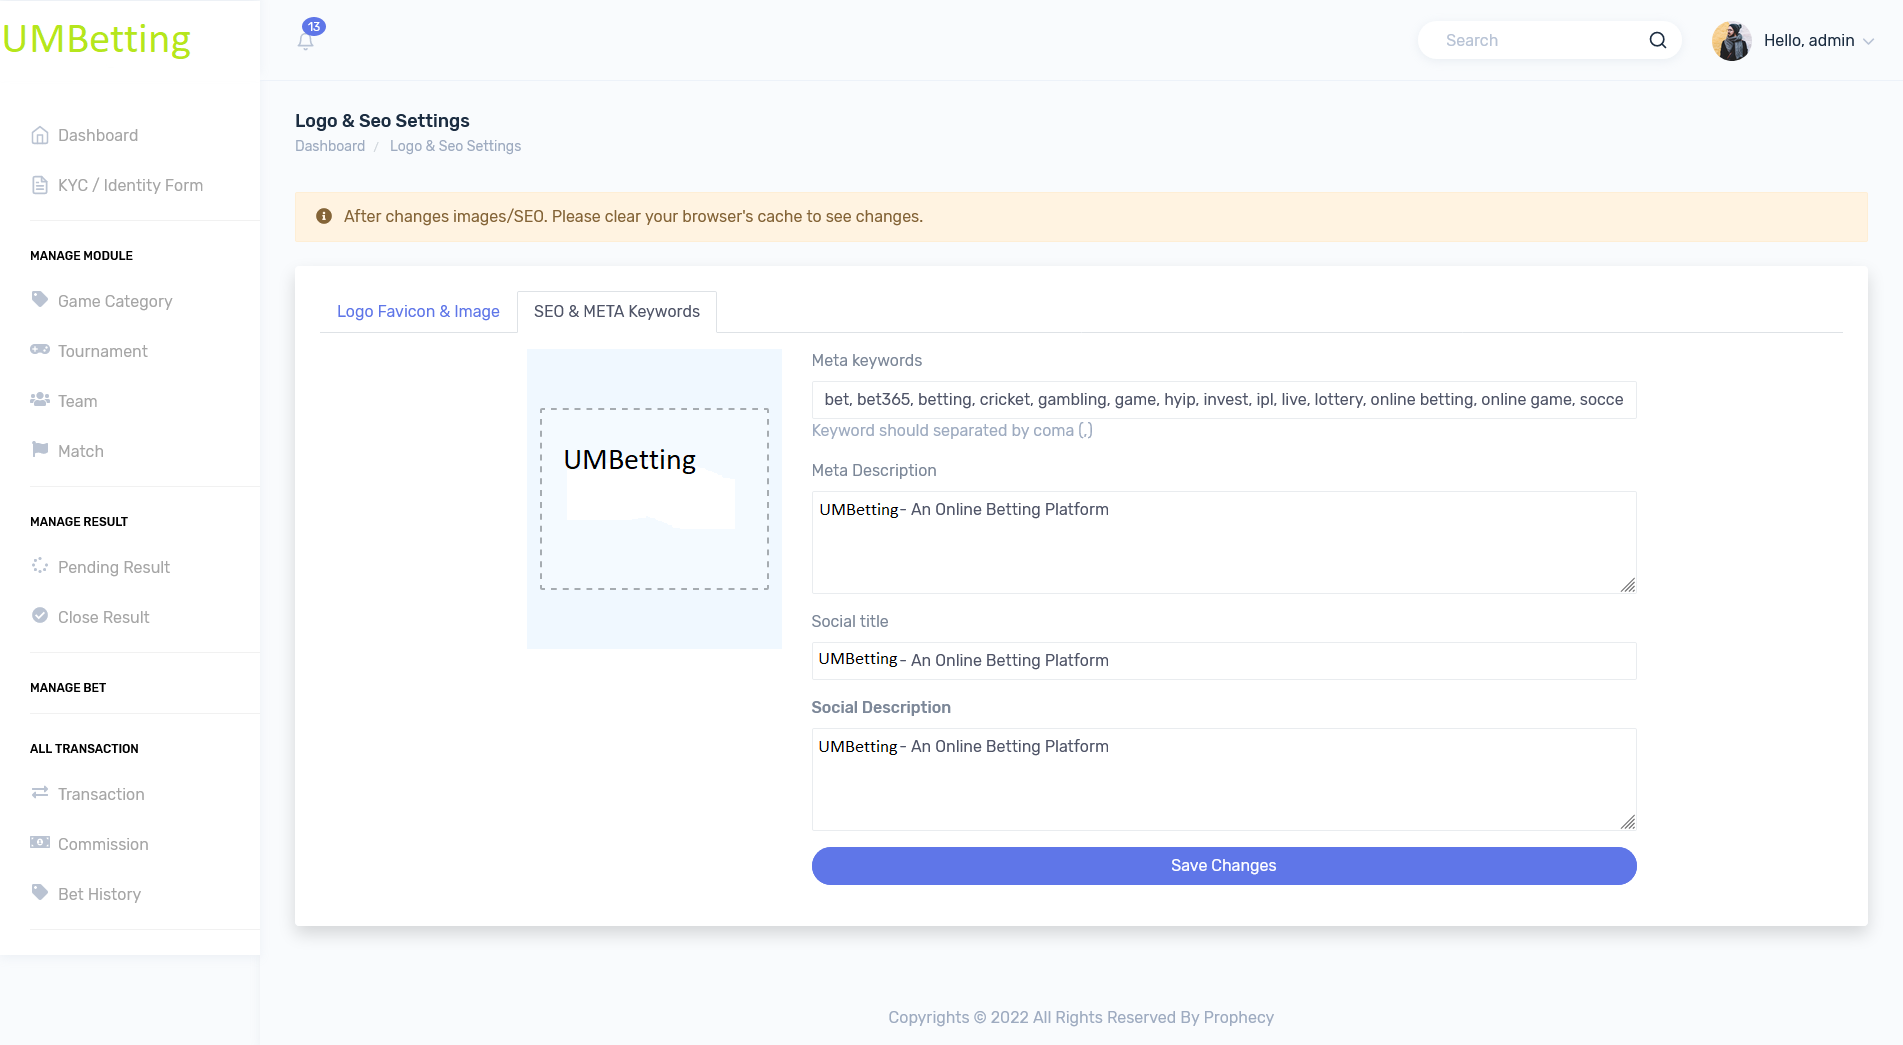 UMBetting
13
Search
Hello, admin
Dashboard
KYC / Identity Form
MANAGE MODULE
Game Category
Tournament
Team
Match
MANAGE RESULT
Pending Result
Close Result
MANAGE BET
ALL TRANSACTION
Transaction
Commission
Bet History
Logo & Seo Settings
Dashboard / Logo & Seo Settings
After changes images/SEO. Please clear your browser's cache to see changes.
Logo Favicon & Image
SEO & META Keywords
UMBetting
Meta keywords
bet, bet365, betting, cricket, gambling, game, hyip, invest, ipl, live, lottery, online betting, online game, socce
Keyword should separated by coma (,)
Meta Description
UMBetting- An Online Betting Platform
Social title
UMBetting- An Online Betting Platform
Social Description
UMBetting- An Online Betting Platform
Save Changes
Copyrights © 2022 All Rights Reserved By Prophecy